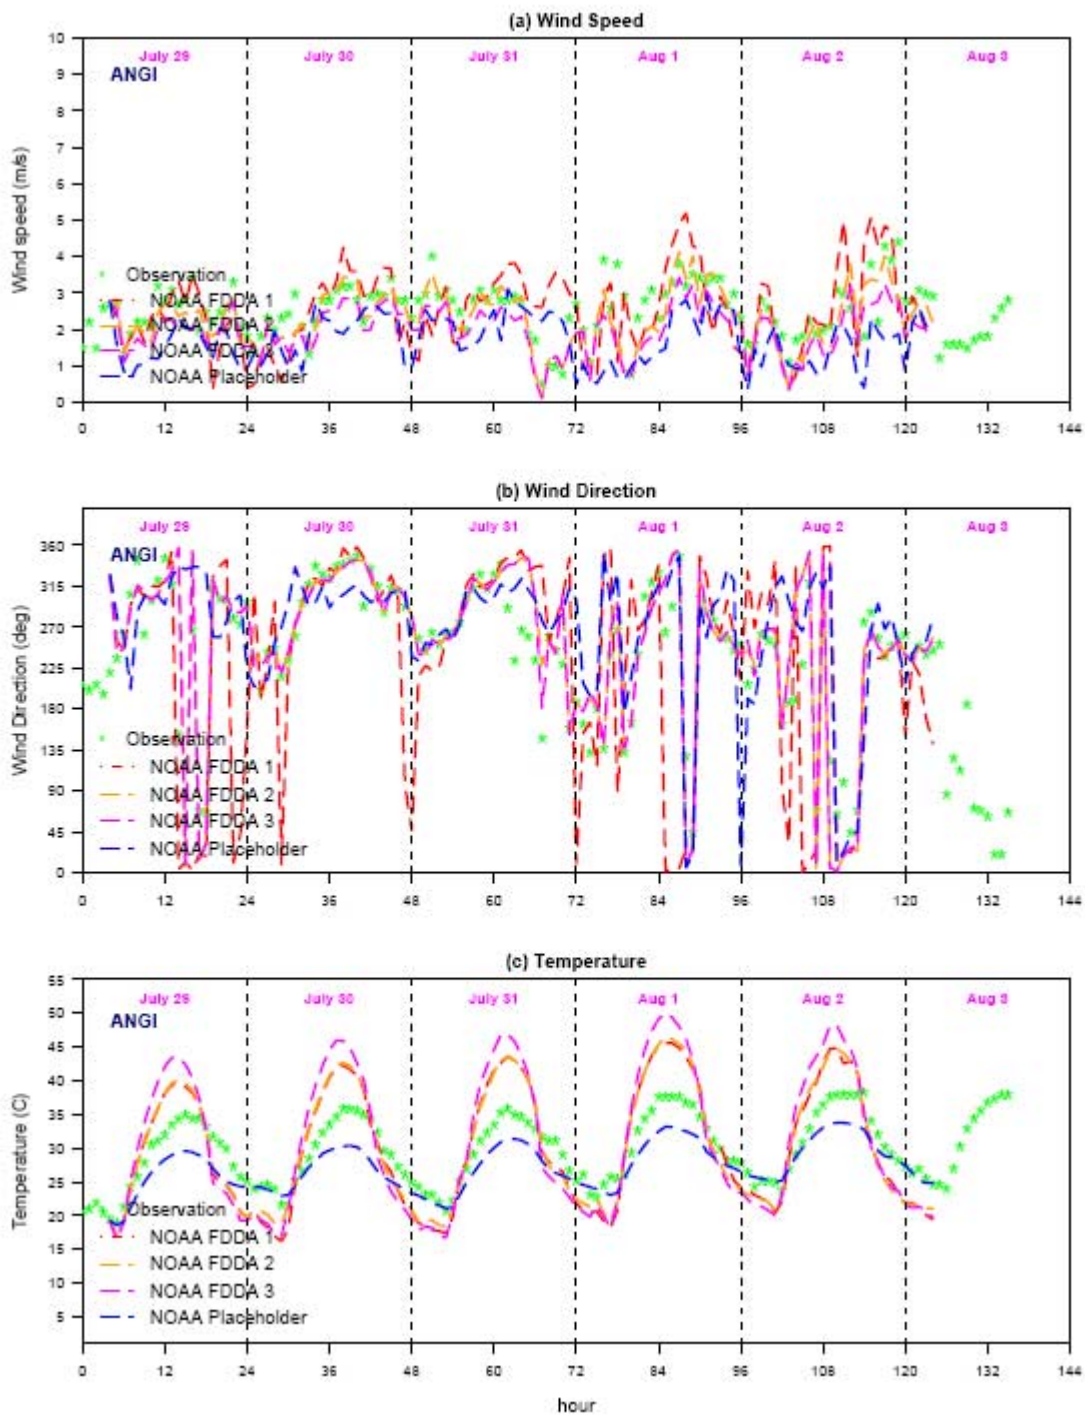 (a) Wind Speed
July 29 July 30 July 31 Aug 1 Aug 2 Aug 3
ANGI
Wind speed (m/s)
10
9
8
7
6
5
4
3
2
1
0
Observation
NOAA FDDA 1
NOAA FDDA 2
NOAA FDDA 3
NOAA Placeholder
0 12 24 36 48 60 72 84 96 108 120 132 144
(b) Wind Direction
July 29 July 30 July 31 Aug 1 Aug 2 Aug 3
ANGI
Wind Direction (deg)
360
315
270
225
180
135
90
45
0
Observation
NOAA FDDA 1
NOAA FDDA 2
NOAA FDDA 3
NOAA Placeholder
0 12 24 36 48 60 72 84 96 108 120 132 144
(c) Temperature
July 29 July 30 July 31 Aug 1 Aug 2 Aug 3
ANGI
Temperature (C)
55
50
45
40
35
30
25
20
15
10
5
Observation
NOAA FDDA 1
NOAA FDDA 2
NOAA FDDA 3
NOAA Placeholder
0 12 24 36 48 60 72 84 96 108 120 132 144
hour